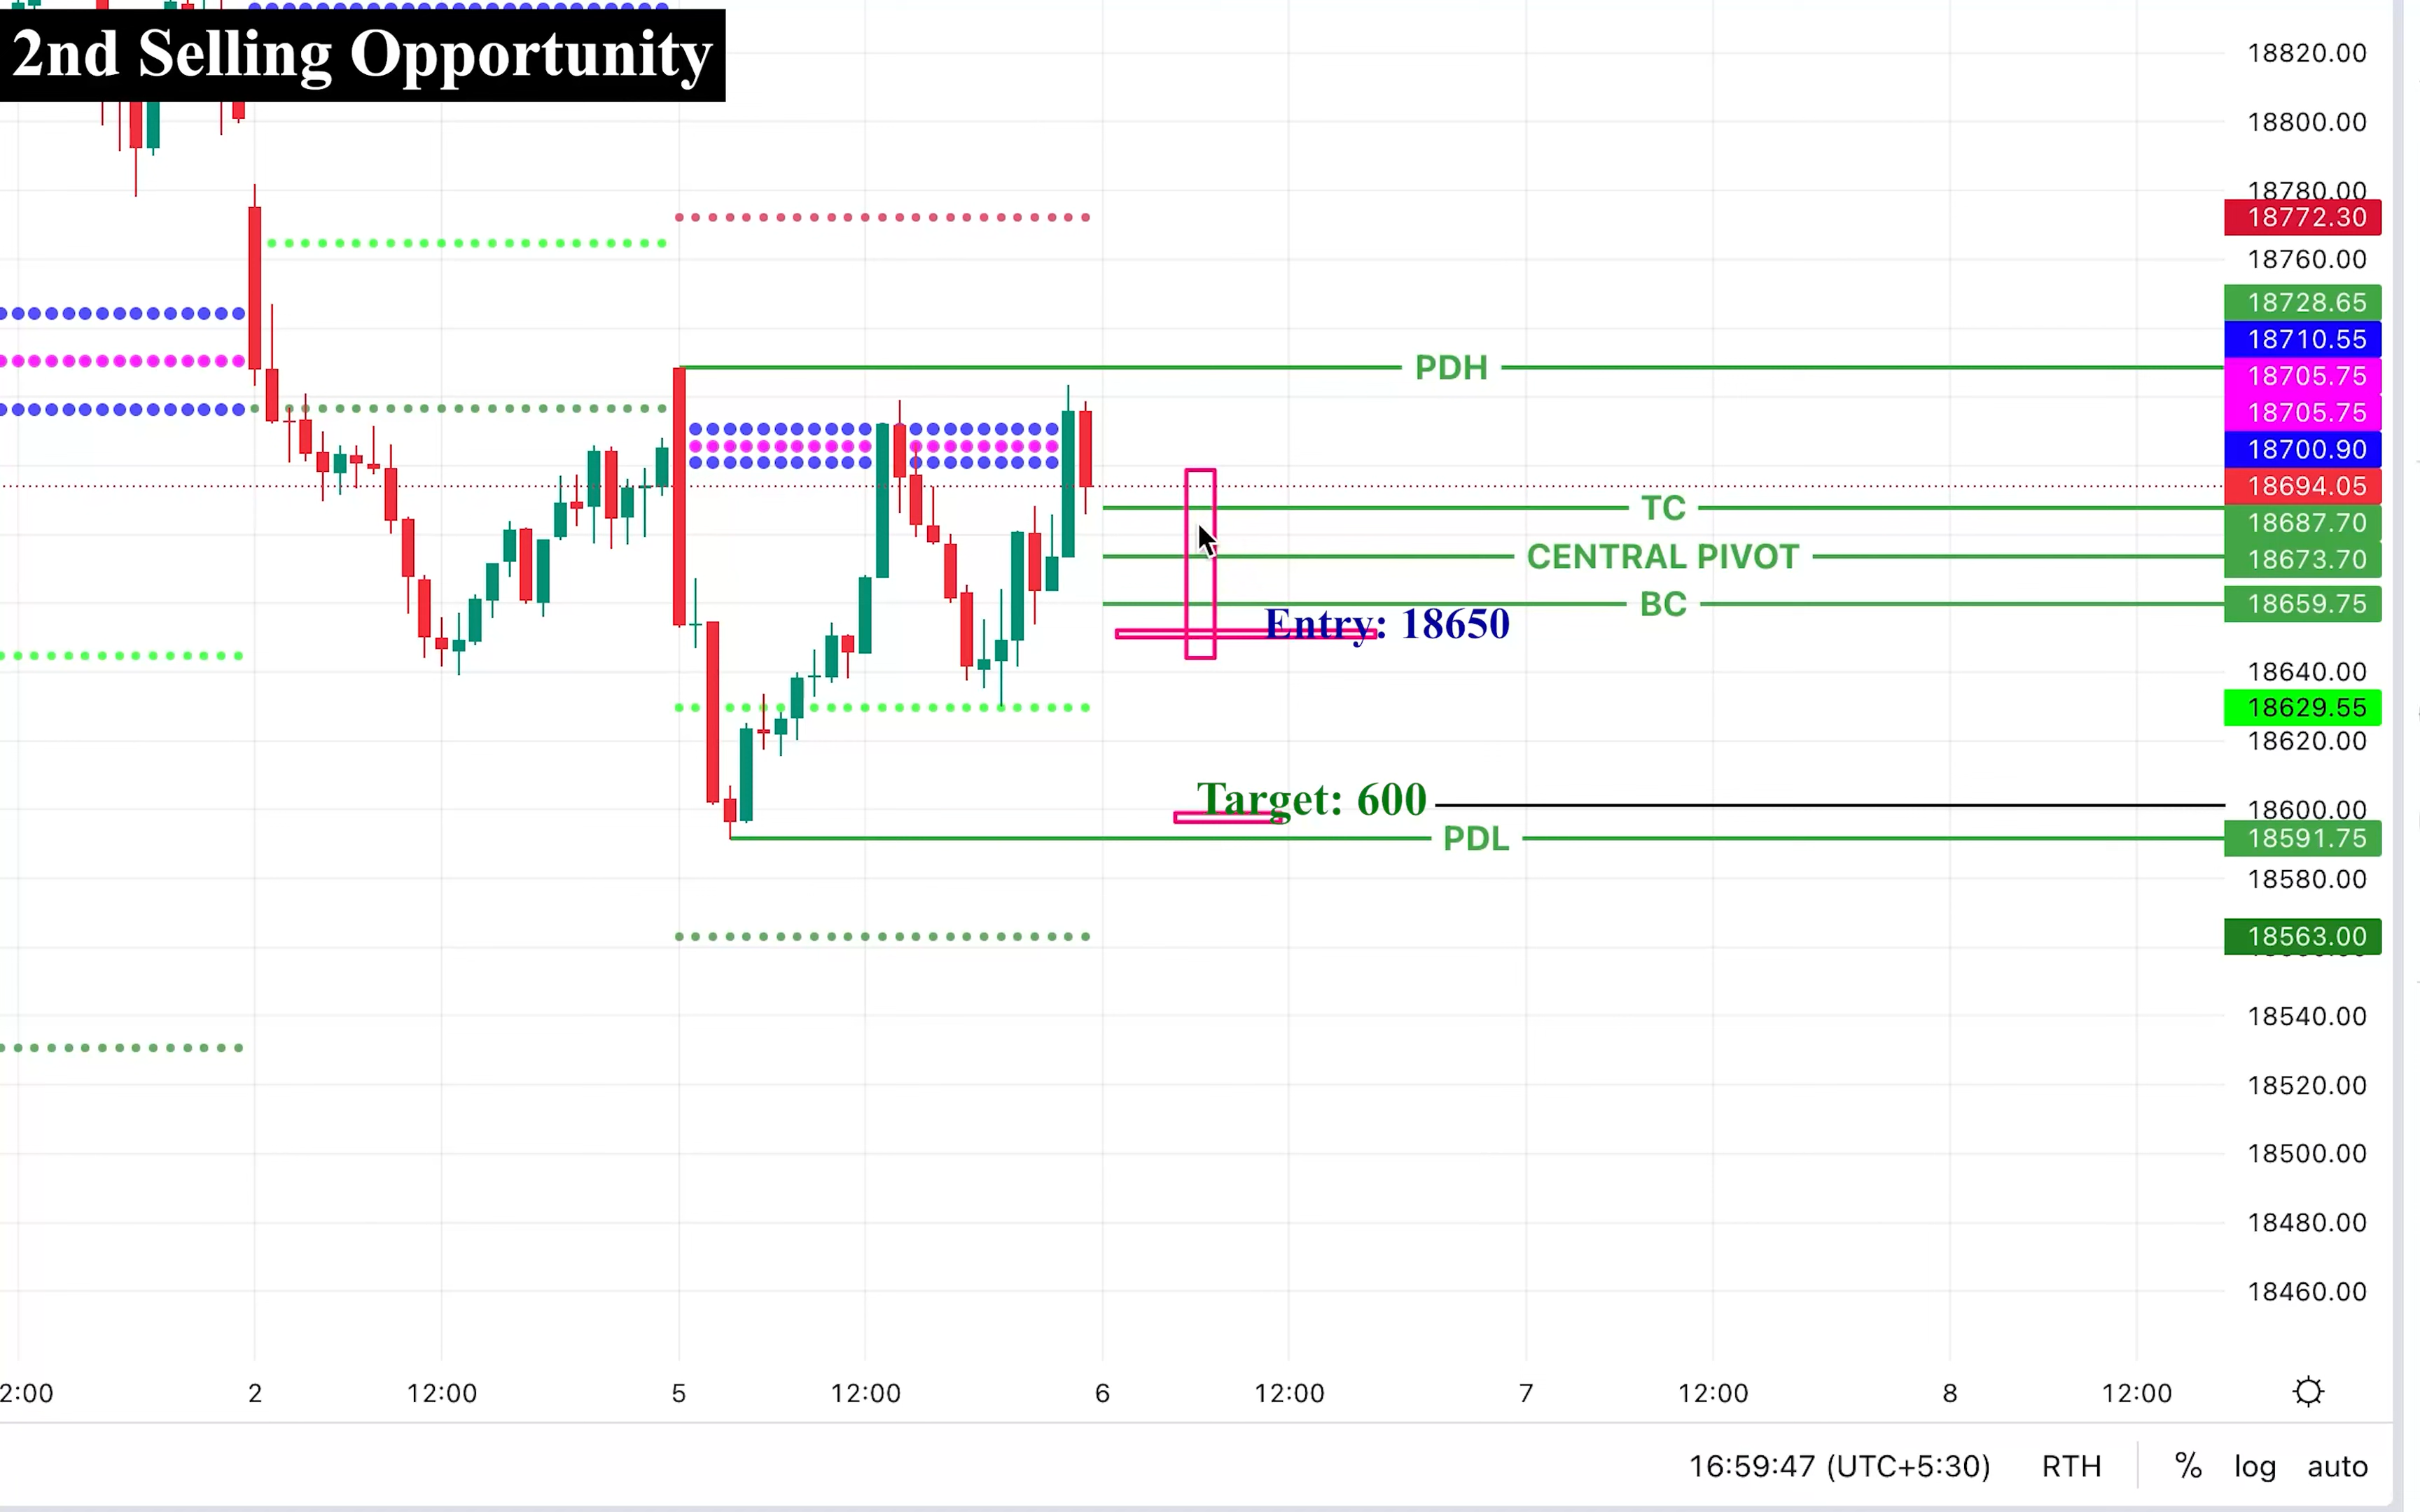 2nd Selling Opportunity
18820.00
18800.00
18780.00
18772.30
18760.00
18728.65
18710.55
PDH
18705.75
18705.75
18700.90
18694.05
TC
18687.70
CENTRAL PIVOT
18673.70
BC
18659.75
Entry: 18650
18640.00
18629.55
18620.00
Target: 600
18600.00
PDL
18591.75
18580.00
18563.00
18540.00
18520.00
18500.00
18480.00
18460.00
2:00 2 12:00 5 12:00 6 12:00 7 12:00 8 12:00
16:59:47 (UTC+5:30) RTH % log auto